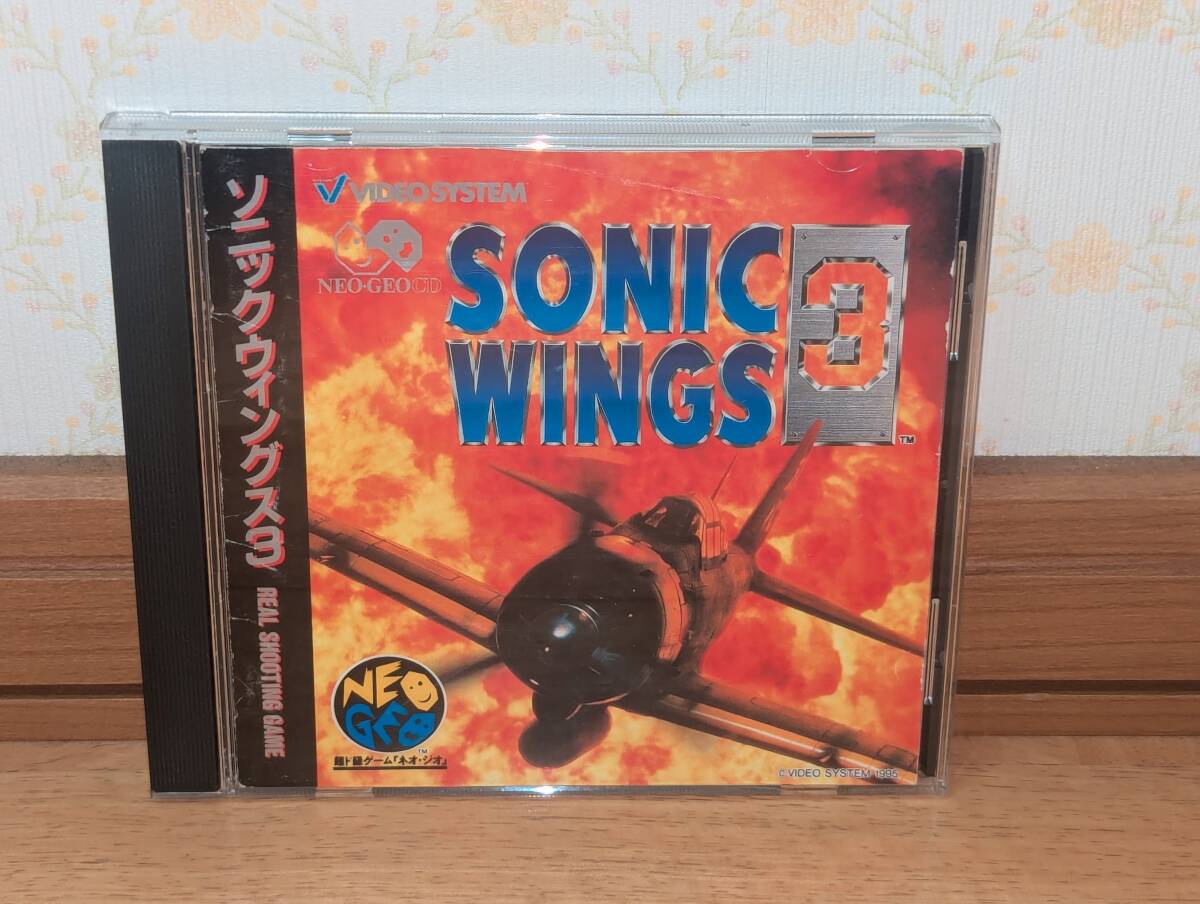 ソニックウィングス3 REAL SHOOTING GAME
VIDEO SYSTEM
NEO·GEO CD
SONIC
WINGS
3
TM
NEO
GEO
TM
超ド級ゲーム「ネオ・ジオ」
© VIDEO SYSTEM 1995